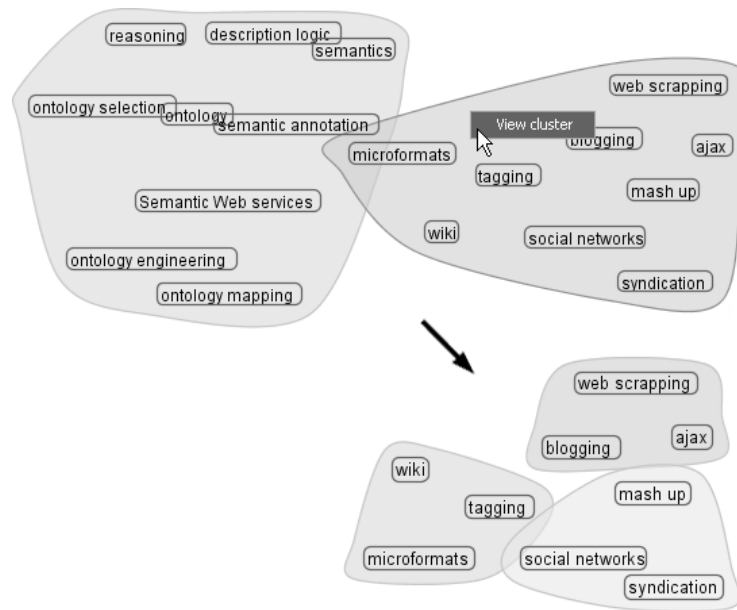 reasoning
description logic
semantics
ontology selection
ontology
semantic annotation
Semantic Web services
ontology engineering
ontology mapping
web scrapping
View cluster
blogging
ajax
microformats
tagging
mash up
wiki
social networks
syndication
web scrapping
blogging
ajax
wiki
tagging
microformats
mash up
social networks
syndication